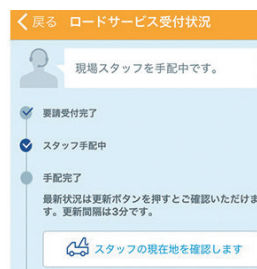 戻る ロードサービス受付状況
現場スタッフを手配中です。
要請受付完了
スタッフ手配中
手配完了
最新状況は更新ボタンを押すとご確認いただけま
す。更新間隔は3分です。
スタッフの現在地を確認します